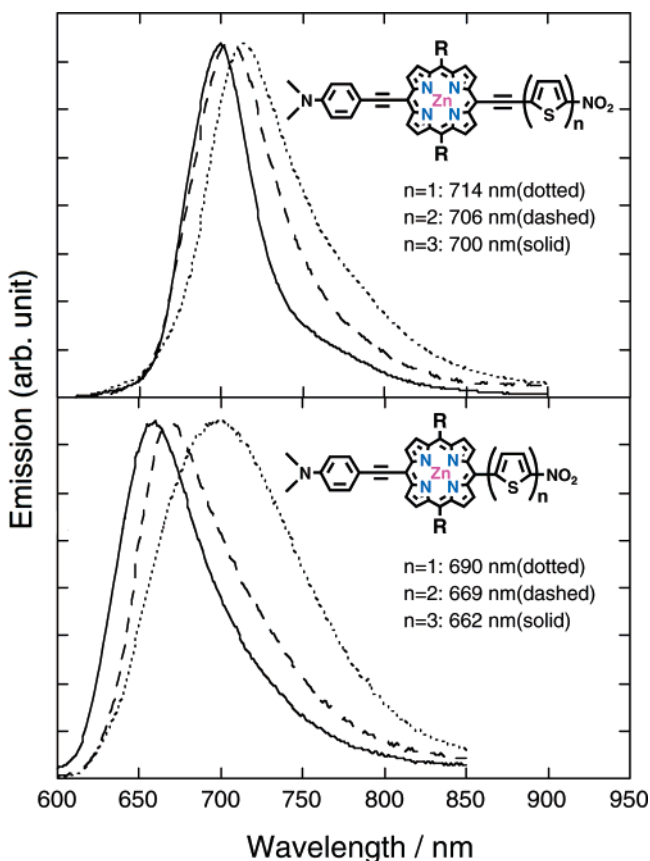 Emission (arb. unit)
R
N
N N
Zn
N N
R
S
n
NO₂
n=1: 714 nm(dotted)
n=2: 706 nm(dashed)
n=3: 700 nm(solid)
R
N
N N
Zn
N N
R
S
n
NO₂
n=1: 690 nm(dotted)
n=2: 669 nm(dashed)
n=3: 662 nm(solid)
600 650 700 750 800 850 900 950
Wavelength / nm